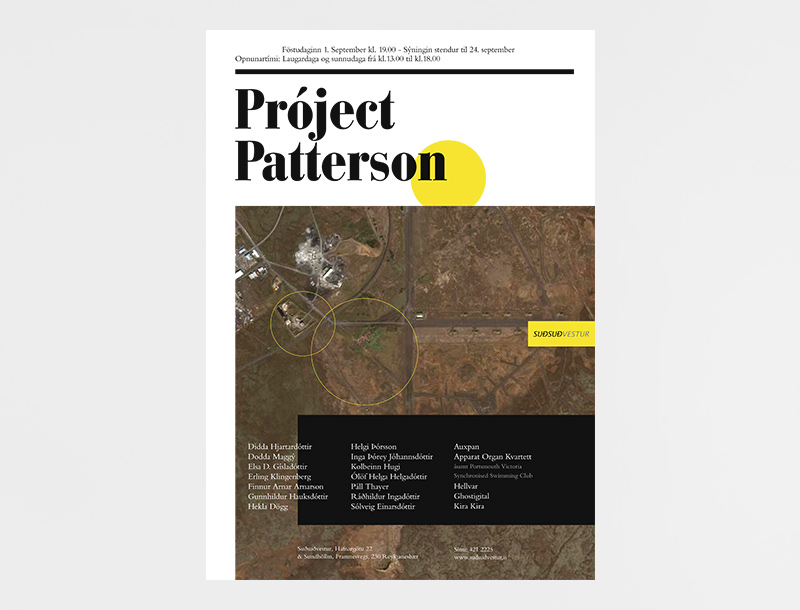 Föstudaginn 1. September kl. 19.00 - Sýningin stendur til 24. september
Opnunartími: Laugardaga og sunnudaga frá kl.13.00 til kl.18.00
Próject
Patterson
SUÐSUÐVESTUR
Didda Hjartardóttir
Dodda Maggý
Elsa D. Gísladóttir
Erling Klingenberg
Finnur Arnar Arnarson
Gunnhildur Hauksdóttir
Hekla Dögg
Helgi Þórsson
Inga Þórey Jóhannsdóttir
Kolbeinn Hugi
Ólöf Helga Helgadóttir
Páll Thayer
Ráðhildur Ingadóttir
Sólveig Einarsdóttir
Auxpan
Apparat Organ Kvartett
ásamt Portsmouth Victoria
Synchronised Swimming Club
Hellvar
Ghostigital
Kira Kira
Suðsuðvestur, Hafnargötu 22
& Sundhöllin, Framnesvegi, 230 Reykjanesbær
Sími: 421 2225
www.sudsudvestur.is